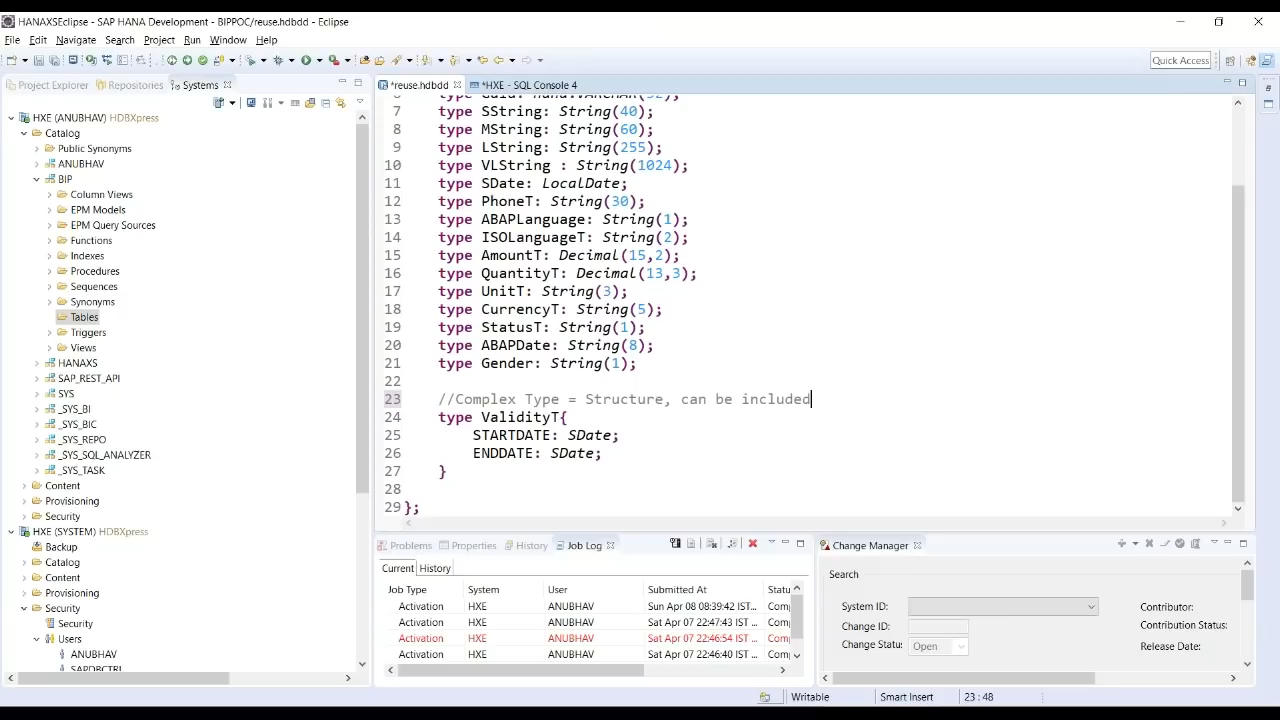 HANAXSEclipse - SAP HANA Development - BIPPOC/reuse.hdbdd - Eclipse
File Edit Navigate Search Project Run Window Help
Quick Access
Project Explorer Repositories Systems
*reuse.hdbdd *HXE - SQL Console 4
HXE (ANUBHAV) HDBXpress
Catalog
Public Synonyms
ANUBHAV
BIP
Column Views
EPM Models
EPM Query Sources
Functions
Indexes
Procedures
Sequences
Synonyms
Tables
Triggers
Views
HANAXS
SAP_REST_API
SYS
_SYS_BI
_SYS_BIC
_SYS_REPO
_SYS_SQL_ANALYZER
_SYS_TASK
Content
Provisioning
Security
HXE (SYSTEM) HDBXpress
Backup
Catalog
Content
Provisioning
Security
Security
Users
ANUBHAV
SAPDBCTRL
7 type SString: String(40);
8 type MString: String(60);
9 type LString: String(255);
10 type VLString : String(1024);
11 type SDate: LocalDate;
12 type PhoneT: String(30);
13 type ABAPLanguage: String(1);
14 type ISOLanguageT: String(2);
15 type AmountT: Decimal(15,2);
16 type QuantityT: Decimal(13,3);
17 type UnitT: String(3);
18 type CurrencyT: String(5);
19 type StatusT: String(1);
20 type ABAPDate: String(8);
21 type Gender: String(1);
22
23 //Complex Type = Structure, can be included
24 type ValidityT{
25 STARTDATE: SDate;
26 ENDDATE: SDate;
27 }
28
29 };
Problems Properties History Job Log
Current History
Job Type System User Submitted At Statu
Activation HXE ANUBHAV Sun Apr 08 08:39:42 IST... Com
Activation HXE ANUBHAV Sat Apr 07 22:47:43 IST... Com
Activation HXE ANUBHAV Sat Apr 07 22:46:54 IST ... Com
Activation HXE ANUBHAV Sat Apr 07 22:46:40 IST ... Com
Change Manager
Search
System ID:
Change ID:
Change Statu: Open
Contributor:
Contribution Status:
Release Date:
Writable Smart Insert 23 : 48